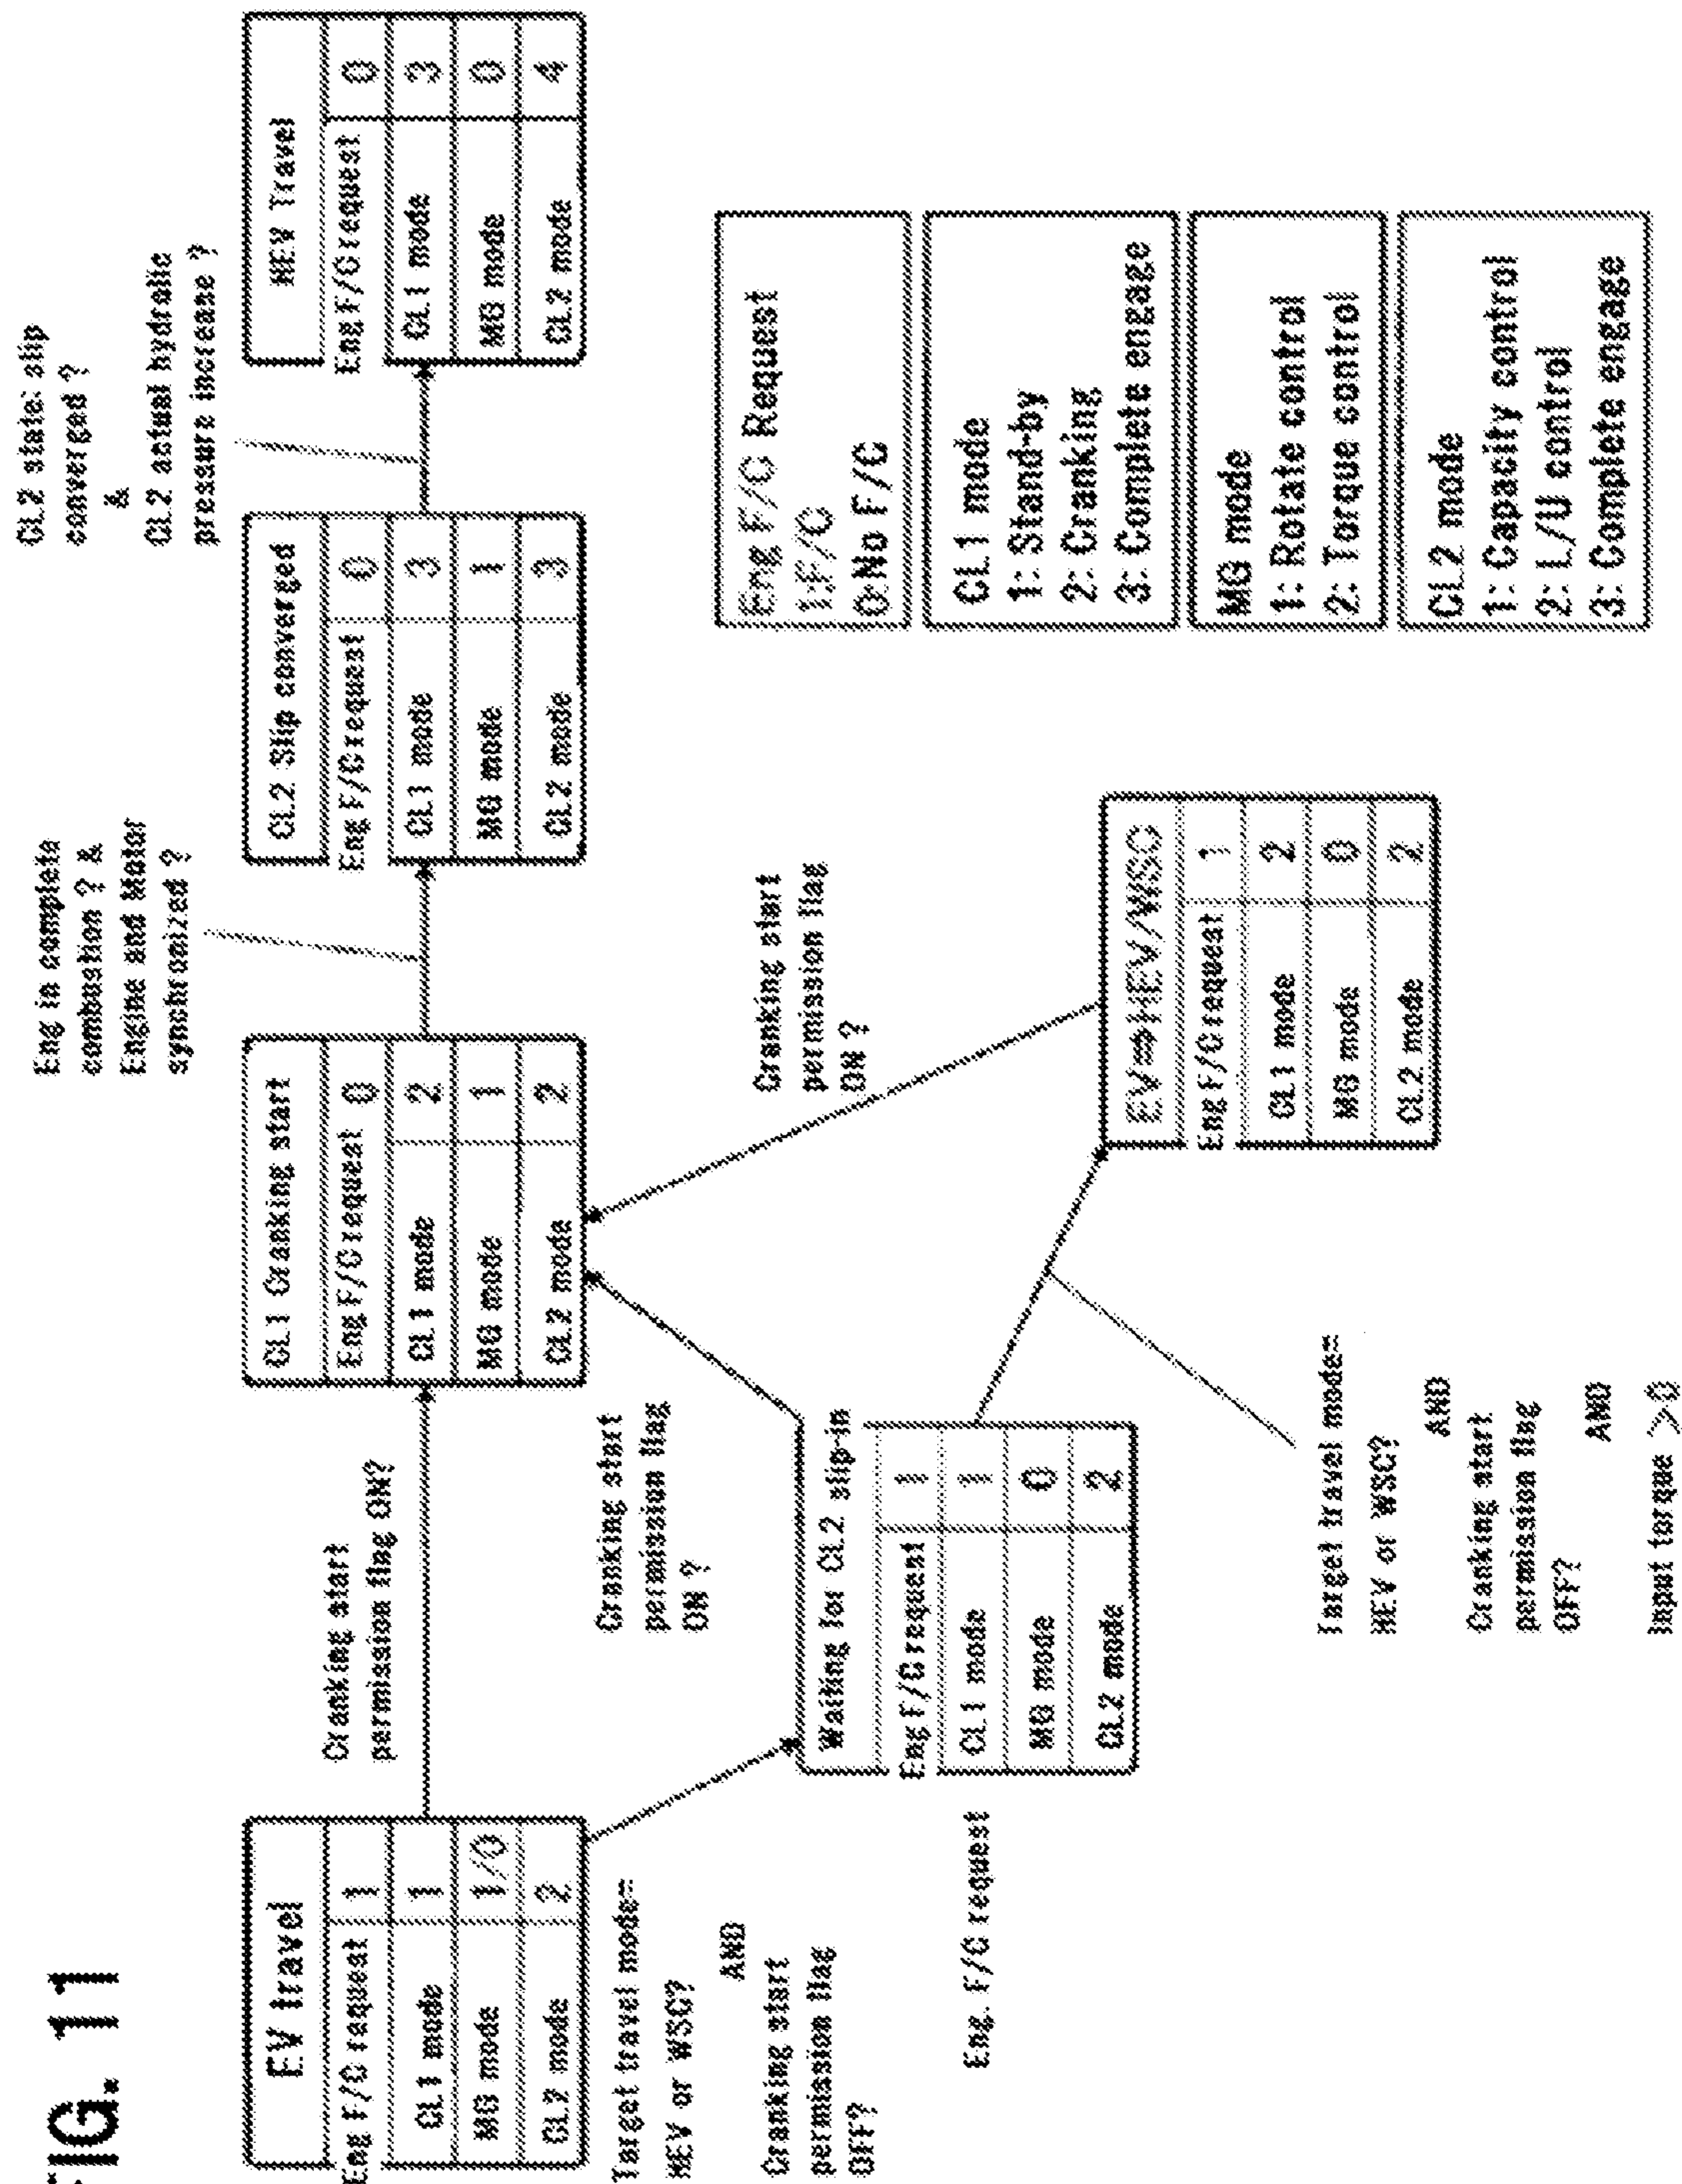 FIG. 11
EV travel
Eng F/C request 1
CL1 mode 1
MG mode 1/0
CL2 mode 2
Cranking start
permission flag ON?
CL1 Cranking start
Eng F/C request 0
CL1 mode 2
MG mode 1
CL2 mode 2
Eng in complete
combustion ? &
Engine and Motor
synchronized ?
CL2 Slip converged
Eng F/C request 0
CL1 mode 3
MG mode 1
CL2 mode 3
CL2 state: slip
converged ?
&
CL2 actual hydralic
pressure increase ?
HEV Travel
Eng F/C request 0
CL1 mode 3
MG mode 0
CL2 mode 4
Target travel mode=
HEV or WSC?
AND
Cranking start
permission flag
OFF?
Cranking start
permission flag
ON ?
Waiting for CL2 slip-in
Eng F/C request 1
CL1 mode 1
MG mode 0
CL2 mode 2
Eng. F/C request
Cranking start
permission flag
ON ?
EV⇒HEV/WSC
Eng F/C request 1
CL1 mode 2
MG mode 0
CL2 mode 2
Target travel mode=
HEV or WSC?
AND
Cranking start
permission flag
OFF?
AND
Input torque >0
Eng F/C Request
1:F/C
0:No F/C
CL1 mode
1: Stand-by
2: Cranking
3: Complete engage
MG mode
1: Rotate control
2: Torque control
CL2 mode
1: Capacity control
2: L/U control
3: Complete engage